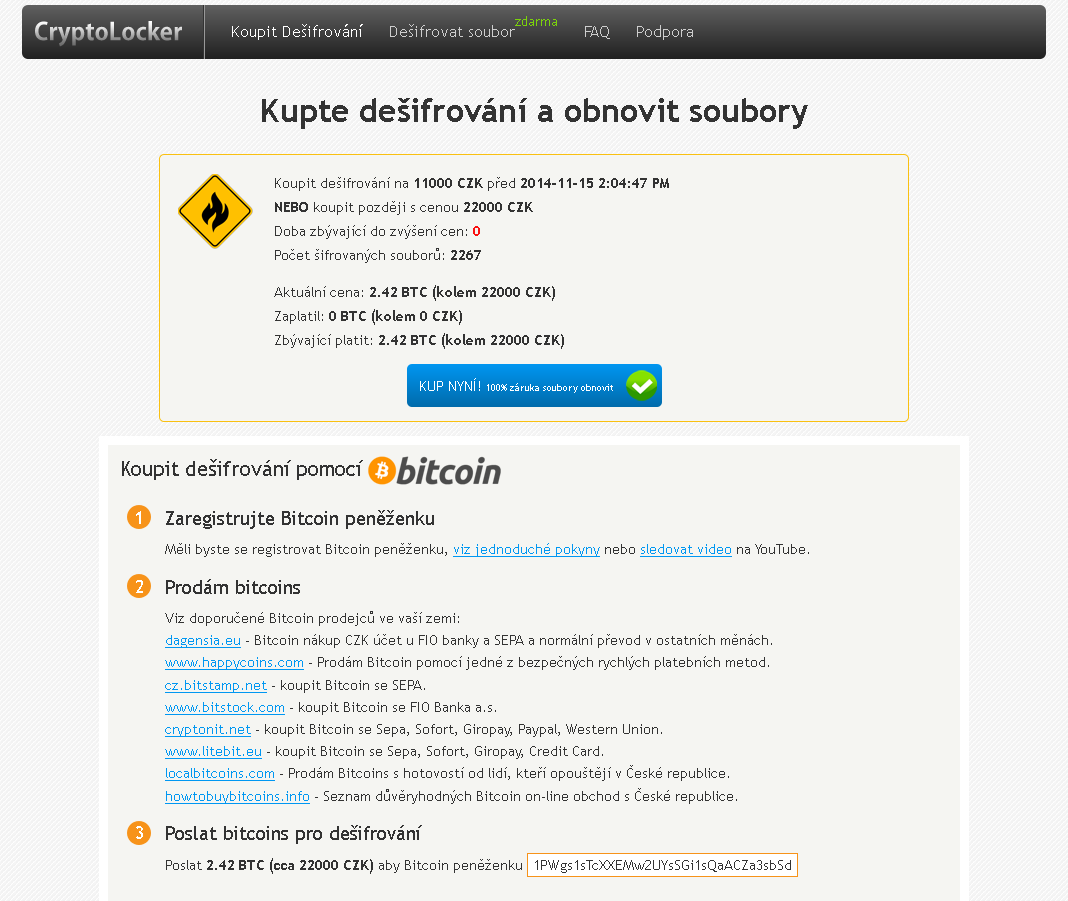 CryptoLocker
Koupit Dešifrování
Dešifrovat soubor zdarma
FAQ
Podpora
Kupte dešifrování a obnovit soubory
Koupit dešifrování na 11000 CZK před 2014-11-15 2:04:47 PM
NEBO koupit později s cenou 22000 CZK
Doba zbývající do zvýšení cen: 0
Počet šifrovaných souborů: 2267
Aktuální cena: 2.42 BTC (kolem 22000 CZK)
Zaplatil: 0 BTC (kolem 0 CZK)
Zbývající platit: 2.42 BTC (kolem 22000 CZK)
KUP NYNÍ! 100% záruka soubory obnovit
Koupit dešifrování pomocí bitcoin
1 Zaregistrujte Bitcoin peněženku
Měli byste se registrovat Bitcoin peněženku, viz jednoduché pokyny nebo sledovat video na YouTube.
2 Prodám bitcoins
Viz doporučené Bitcoin prodejců ve vaší zemi:
dagensia.eu - Bitcoin nákup CZK účet u FIO banky a SEPA a normální převod v ostatních měnách.
www.happycoins.com - Prodám Bitcoin pomocí jedné z bezpečných rychlých platebních metod.
cz.bitstamp.net - koupit Bitcoin se SEPA.
www.bitstock.com - koupit Bitcoin se FIO Banka a.s.
cryptonit.net - koupit Bitcoin se Sepa, Sofort, Giropay, Paypal, Western Union.
www.litebit.eu - koupit Bitcoin se Sepa, Sofort, Giropay, Credit Card.
localbitcoins.com - Prodám Bitcoins s hotovostí od lidí, kteří opouštějí v České republice.
howtobuybitcoins.info - Seznam důvěryhodných Bitcoin on-line obchod s České republice.
3 Poslat bitcoins pro dešifrování
Poslat 2.42 BTC (cca 22000 CZK) aby Bitcoin peněženku 1PWgs1sTcXXEMw2UYsSGi1sQaACZa3sbSd